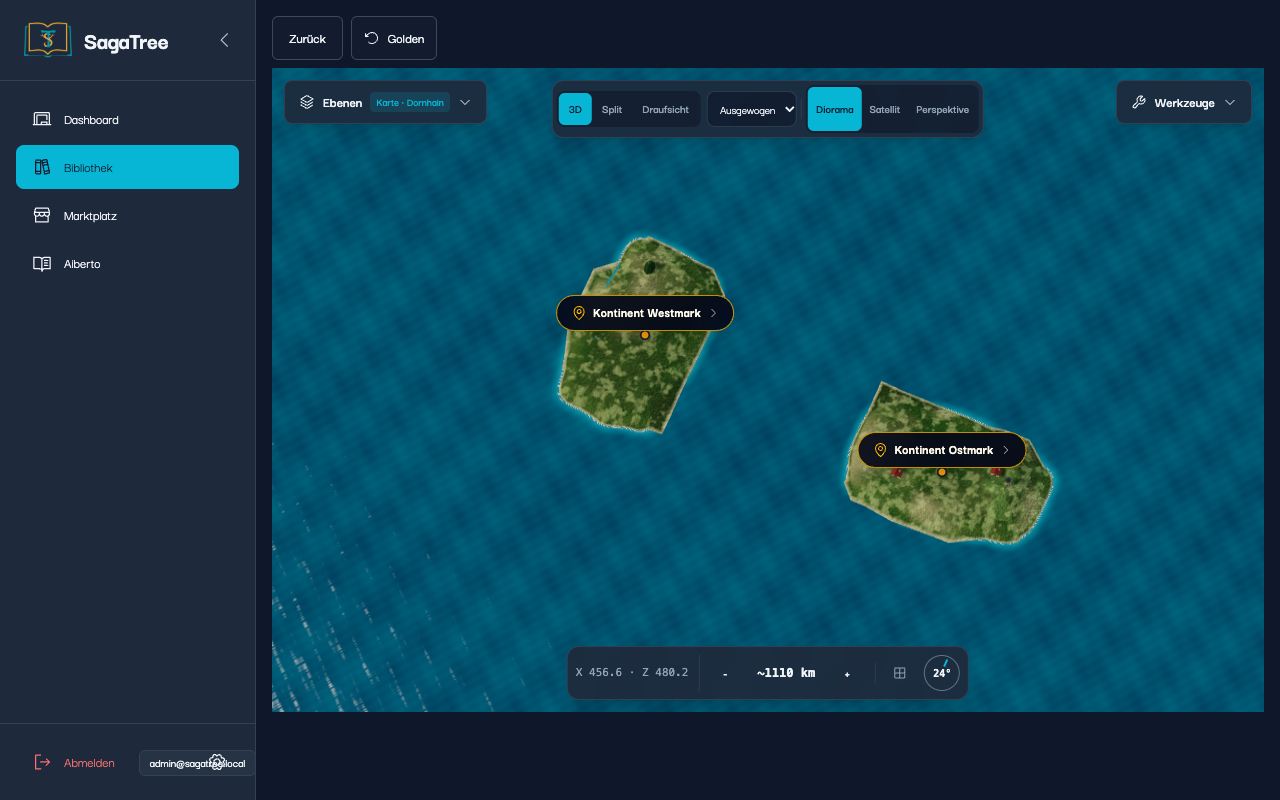 SagaTree
Dashboard
Bibliothek
Marktplatz
Alberto
Abmelden
Zurück
Golden
Ebenen
Karte · Dornhain
3D
Split
Draufsicht
Ausgewogen
Diorama
Satellit
Perspektive
Werkzeuge
Kontinent Westmark
Kontinent Ostmark
X 456.6 · Z 480.2
-
~1110 km
+
24°